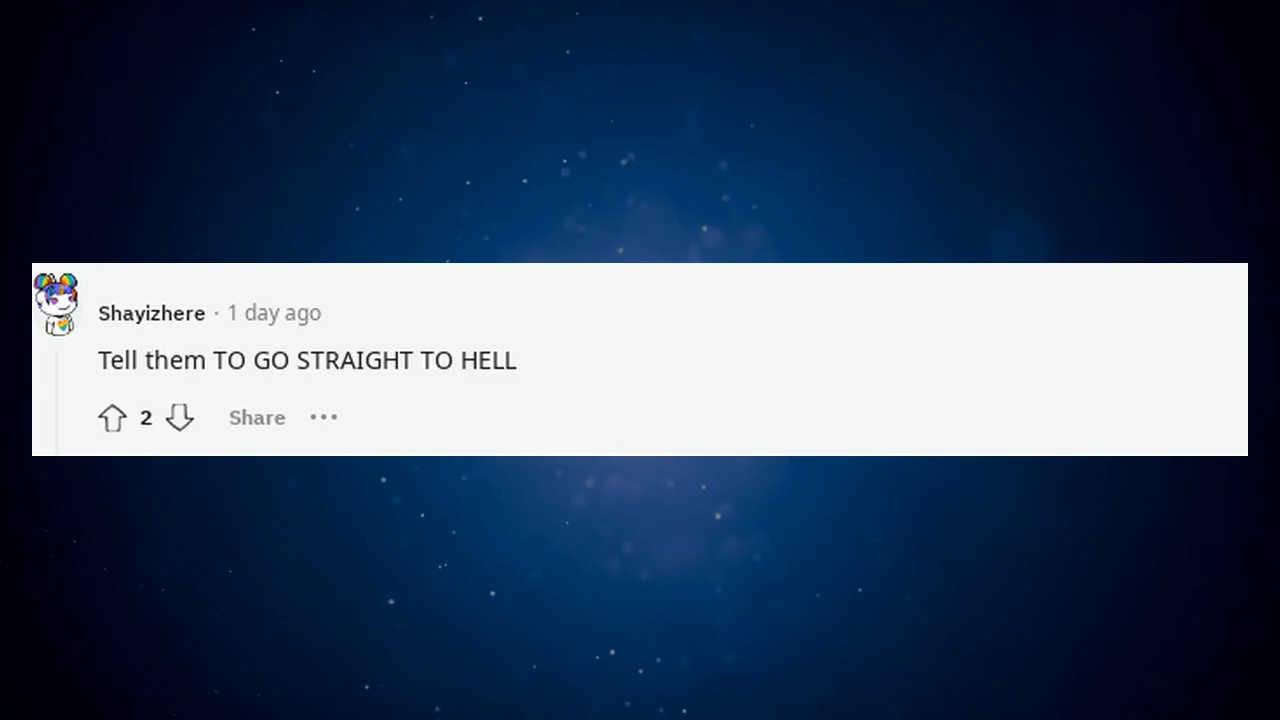 Shayizhere · 1 day ago
Tell them TO GO STRAIGHT TO HELL
2 Share ···